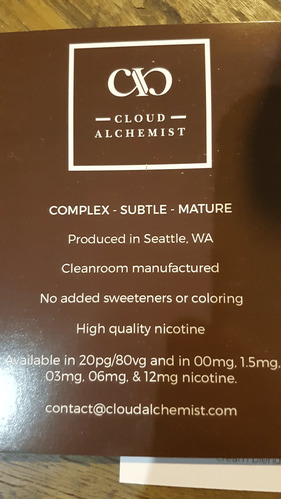 CLOUD
ALCHEMIST
COMPLEX - SUBTLE - MATURE
Produced in Seattle, WA
Cleanroom manufactured
No added sweeteners or coloring
High quality nicotine
Available in 20pg/80vg and in 00mg, 1.5mg,
03mg, 06mg, & 12mg nicotine.
contact@cloudalchemist.com